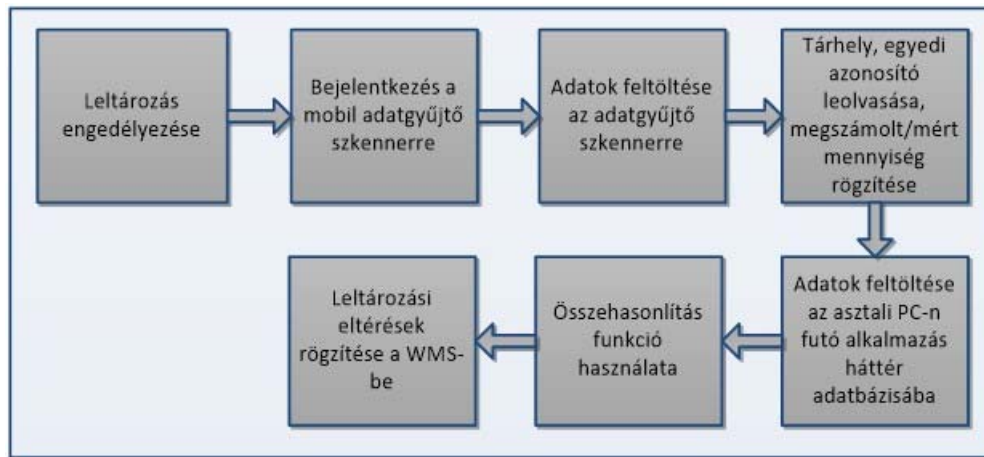 Leltározás
engedélyezése
Bejelentkezés a
mobil adatgyűjtő
szkennerre
Adatok feltöltése
az adatgyűjtő
szkennerre
Tárhely, egyedi
azonosító
leolvasása,
megszámolt/mért
mennyiség
rögzítése
Adatok feltöltése
az asztali PC-n
futó alkalmazás
háttér
adatbázisába
Összehasonlítás
funkció
használata
Leltározási
eltérések
rögzítése a WMS-
be